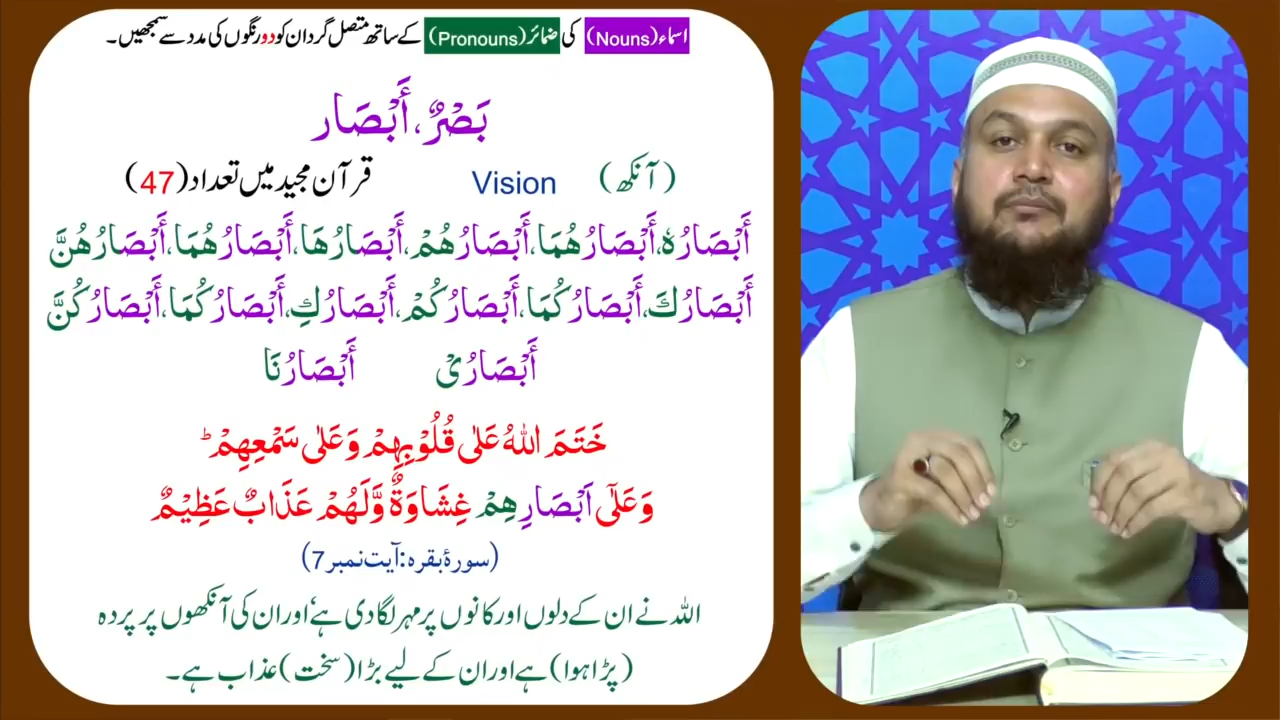 اسماء(Nouns) کی ضمائر(Pronouns) کے ساتھ متصل گردان کو دو رنگوں کی مدد سے سمجھیں۔
بَصْرٌ، أَبْصَار
(آنکھ) Vision قرآن مجید میں تعداد(47)
أَبْصَارُهٗ، أَبْصَارُهُمَا، أَبْصَارُهُمْ، أَبْصَارُهَا، أَبْصَارُهُمَا، أَبْصَارُهُنَّ
أَبْصَارُكَ، أَبْصَارُكُمَا، أَبْصَارُكُمْ، أَبْصَارُكِ، أَبْصَارُكُمَا، أَبْصَارُكُنَّ
أَبْصَارُیْ أَبْصَارُنَا
خَتَمَ اللهُ عَلٰی قُلُوْبِهِمْ وَعَلٰی سَمْعِهِمْ ؕ
وَعَلٰٓی اَبْصَارِهِمْ غِشَاوَةٌ وَّلَهُمْ عَذَابٌ عَظِیْمٌ
(سورۂ بقرہ: آیت نمبر 7)
اللہ نے ان کے دلوں اور کانوں پر مہر لگا دی ہے‘ اور ان کی آنکھوں پر پردہ
(پڑا ہوا) ہے اور ان کے لیے بڑا (سخت) عذاب ہے۔